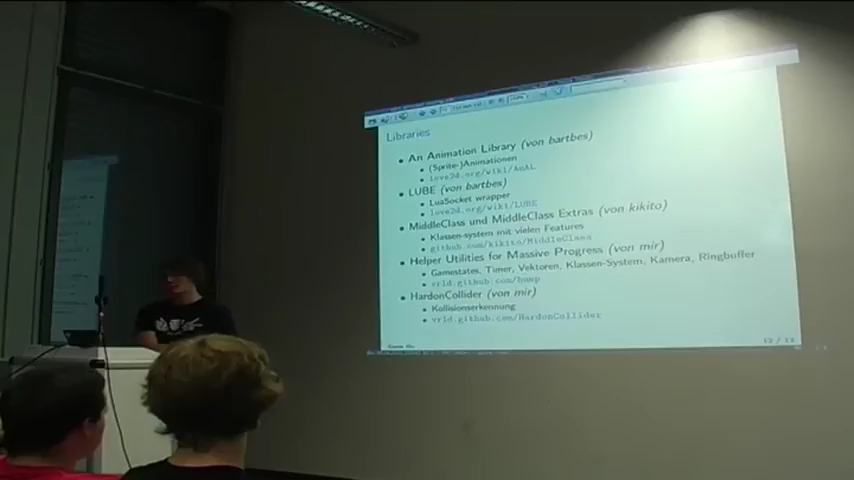 Libraries
An Animation Library (von bartbes)
(Sprite-)Animationen
love2d.org/wiki/AnAL
LUBE (von bartbes)
LuaSocket wrapper
love2d.org/wiki/LUBE
MiddleClass und MiddleClass Extras (von kikito)
Klassen-system mit vielen Features
github.com/kikito/MiddleClass
Helper Utilities for Massive Progress (von mir)
Gamestates, Timer, Vektoren, Klassen-System, Kamera, Ringbuffer
vrld.github.com/hump
HardonCollider (von mir)
Kollisionserkennung
vrld.github.com/HardonCollider